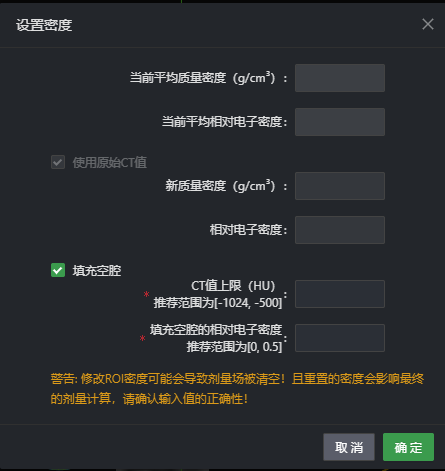 设置密度
当前平均质量密度（g/cm³）:
当前平均相对电子密度:
使用原始CT值
新质量密度（g/cm³）:
相对电子密度:
填充空腔
CT值上限（HU）
* 推荐范围为[-1024, -500]:
* 填充空腔的相对电子密度
推荐范围为[0, 0.5]:
警告: 修改ROI密度可能会导致剂量场被清空！且重置的密度会影响最终
的剂量计算，请确认输入值的正确性！
取消 确定